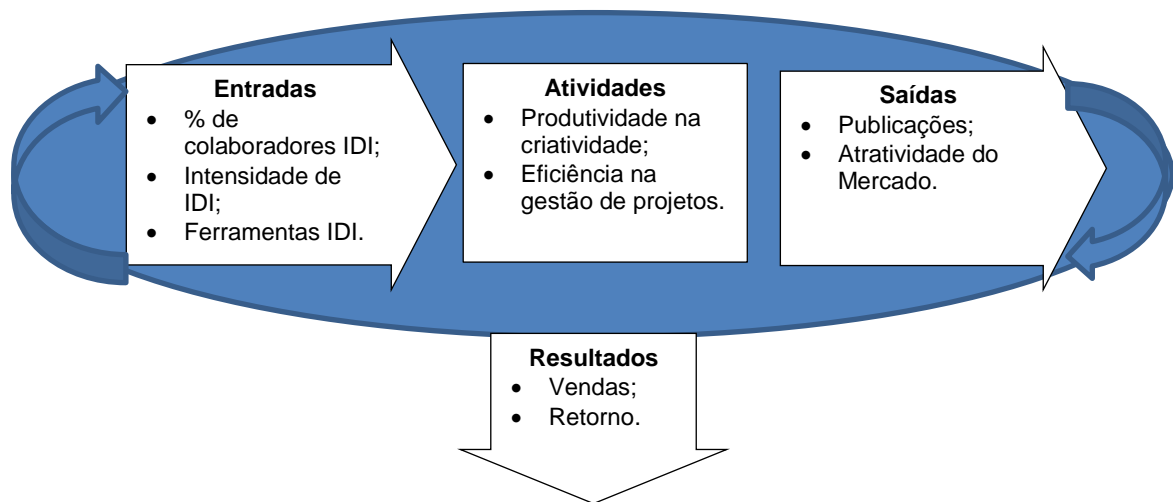 Entradas
• % de
colaboradores IDI;
• Intensidade de
IDI;
• Ferramentas IDI.
Atividades
• Produtividade na
criatividade;
• Eficiência na
gestão de projetos.
Saídas
• Publicações;
• Atratividade do
Mercado.
Resultados
• Vendas;
• Retorno.